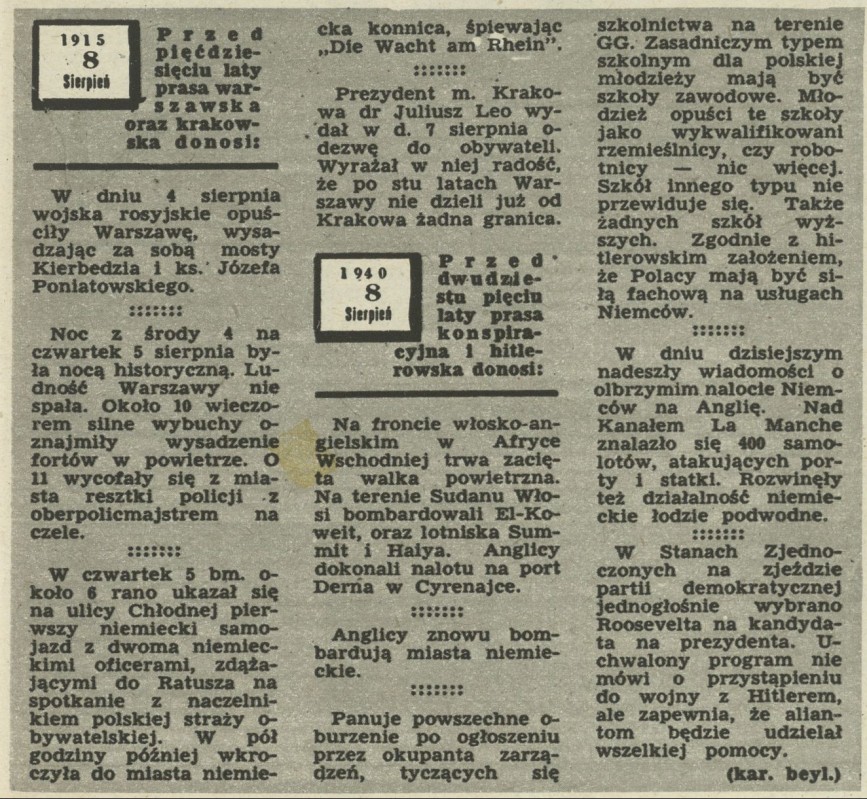 1915
8
Sierpień
Przed
pięćdzie-
sięciu laty
prasa war-
szawska
oraz krakow-
ska donosi:
W dniu 4 sierpnia
wojska rosyjskie opuś-
ciły Warszawę, wysa-
dzając za sobą mosty
Kierbedzia i ks. Józefa
Poniatowskiego.
Noc z środy 4 na
czwartek 5 sierpnia by-
ła nocą historyczną. Lu-
dność Warszawy nie
spała. Około 10 wieczo-
rem silne wybuchy o-
znajmiły wysadzenie
fortów w powietrze. O
11 wycofały się z mia-
sta resztki policji z
oberpolicmajstrem na
czele.
W czwartek 5 bm. o-
koło 6 rano ukazał się
na ulicy Chłodnej pier-
wszy niemiecki samo-
jazd z dwoma niemiec-
kimi oficerami, zdąża-
jącymi do Ratusza na
spotkanie z naczelni-
kiem polskiej straży o-
bywatelskiej. W pół
godziny później wkro-
czyła do miasta niemie-
cka konnica, śpiewając
„Die Wacht am Rhein”.
Prezydent m. Krako-
wa dr Juliusz Leo wy-
dał w d. 7 sierpnia o-
dezwę do obywateli.
Wyrażał w niej radość,
że po stu latach War-
szawy nie dzieli już od
Krakowa żadna granica.
1940
8
Sierpień
Przed
dwudzie-
stu pięciu
laty prasa
konspira-
cyjna i hitle-
rowska donosi:
Na froncie włosko-an-
gielskim w Afryce
Wschodniej trwa zacię-
ta walka powietrzna.
Na terenie Sudanu Wło-
si bombardowali El-Ko-
weit, oraz lotniska Sum-
mit i Haiya. Anglicy
dokonali nalotu na port
Derna w Cyrenajce.
Anglicy znowu bom-
bardują miasta niemie-
ckie.
Panuje powszechne o-
burzenie po ogłoszeniu
przez okupanta zarzą-
dzeń, tyczących się
szkolnictwa na terenie
GG. Zasadniczym typem
szkolnym dla polskiej
młodzieży mają być
szkoły zawodowe. Mło-
dzież opuści te szkoły
jako wykwalifikowani
rzemieślnicy, czy robo-
tnicy — nic więcej.
Szkół innego typu nie
przewiduje się. Także
żadnych szkół wyż-
szych. Zgodnie z hi-
tlerowskim założeniem,
że Polacy mają być si-
łą fachową na usługach
Niemców.
W dniu dzisiejszym
nadeszły wiadomości o
olbrzymim nalocie Niem-
ców na Anglię. Nad
Kanałem La Manche
znalazło się 400 samo-
lotów, atakujących por-
ty i statki. Rozwinęły
też działalność niemie-
ckie łodzie podwodne.
W Stanach Zjedno-
czonych na zjeździe
partii demokratycznej
jednogłośnie wybrano
Roosevelta na kandyda-
ta na prezydenta. U-
chwalony program nie
mówi o przystąpieniu
do wojny z Hitlerem,
ale zapewnia, że alian-
tom będzie udzielał
wszelkiej pomocy.
(kar. beyl.)